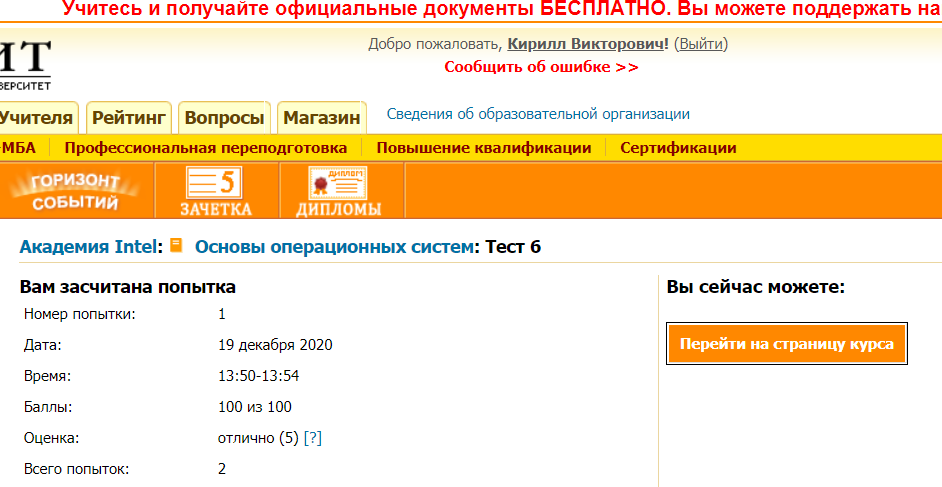 Учитесь и получайте официальные документы БЕСПЛАТНО. Вы можете поддержать на
ИТ
ВЕРСИТЕТ
Добро пожаловать, Кирилл Викторович! (Выйти)
Сообщить об ошибке >>
Учителя Рейтинг Вопросы Магазин Сведения об образовательной организации
МБА Профессиональная переподготовка Повышение квалификации Сертификации
ГОРИЗОНТ СОБЫТИЙ
5 ЗАЧЕТКА
ДИПЛОМ ДИПЛОМЫ
Академия Intel: Основы операционных систем: Тест 6
Вам засчитана попытка
Номер попытки: 1
Дата: 19 декабря 2020
Время: 13:50-13:54
Баллы: 100 из 100
Оценка: отлично (5) [?]
Всего попыток: 2
Вы сейчас можете:
Перейти на страницу курса